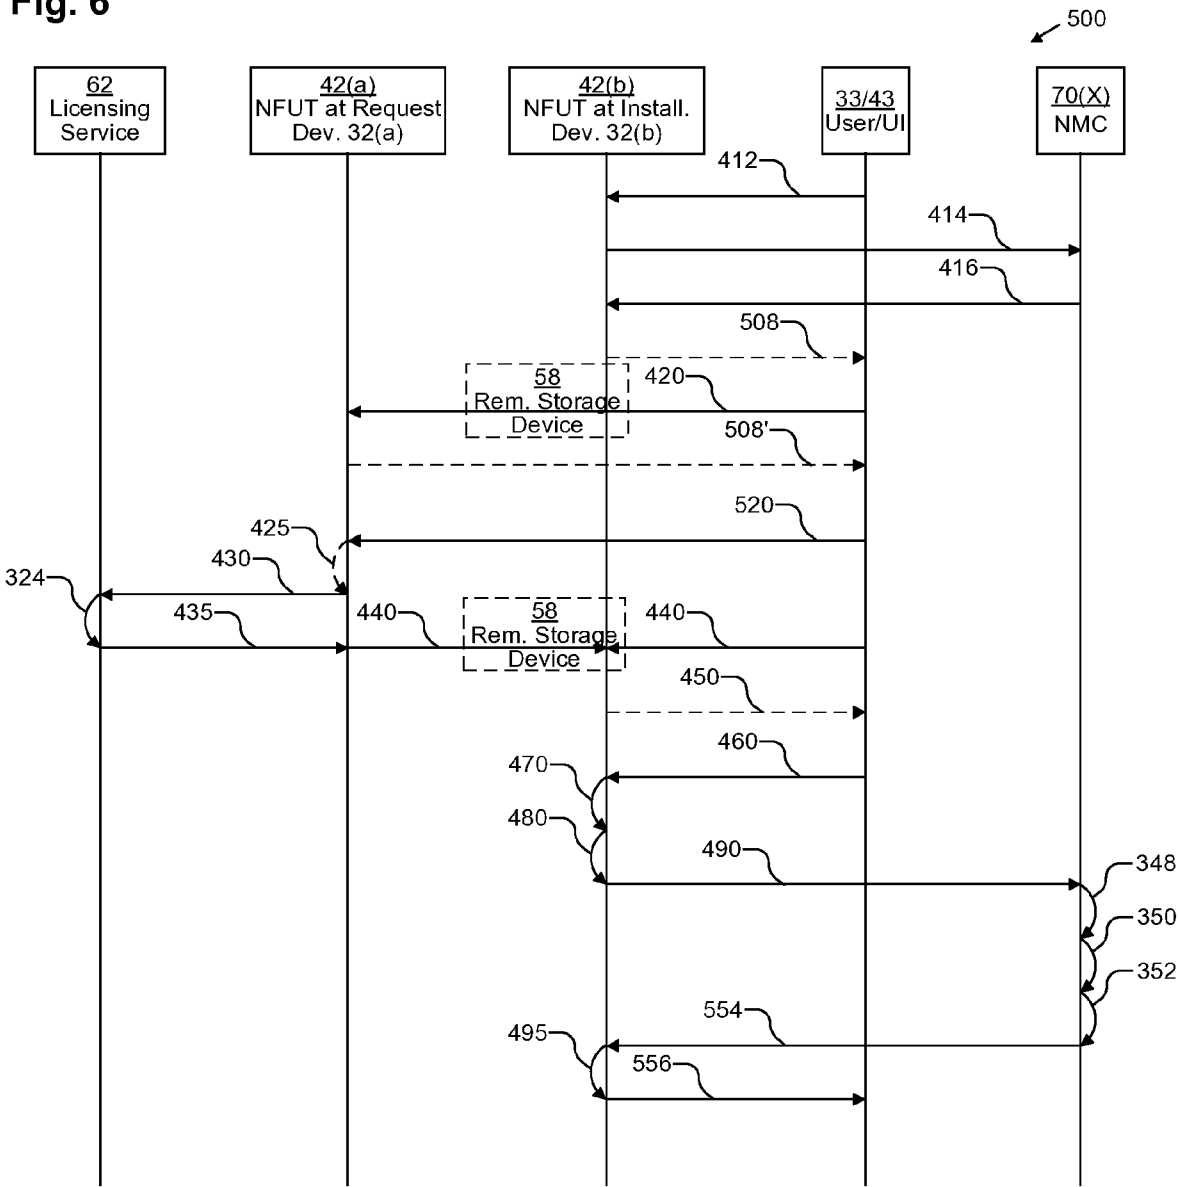 Fig. 6
500
62
Licensing
Service
42(a)
NFUT at Request
Dev. 32(a)
42(b)
NFUT at Install.
Dev. 32(b)
33/43
User/UI
70(X)
NMC
412
414
416
508
58
Rem. Storage
Device
420
508'
520
425
430
324
435
440
58
Rem. Storage
Device
440
450
460
470
480
490
348
350
352
554
495
556